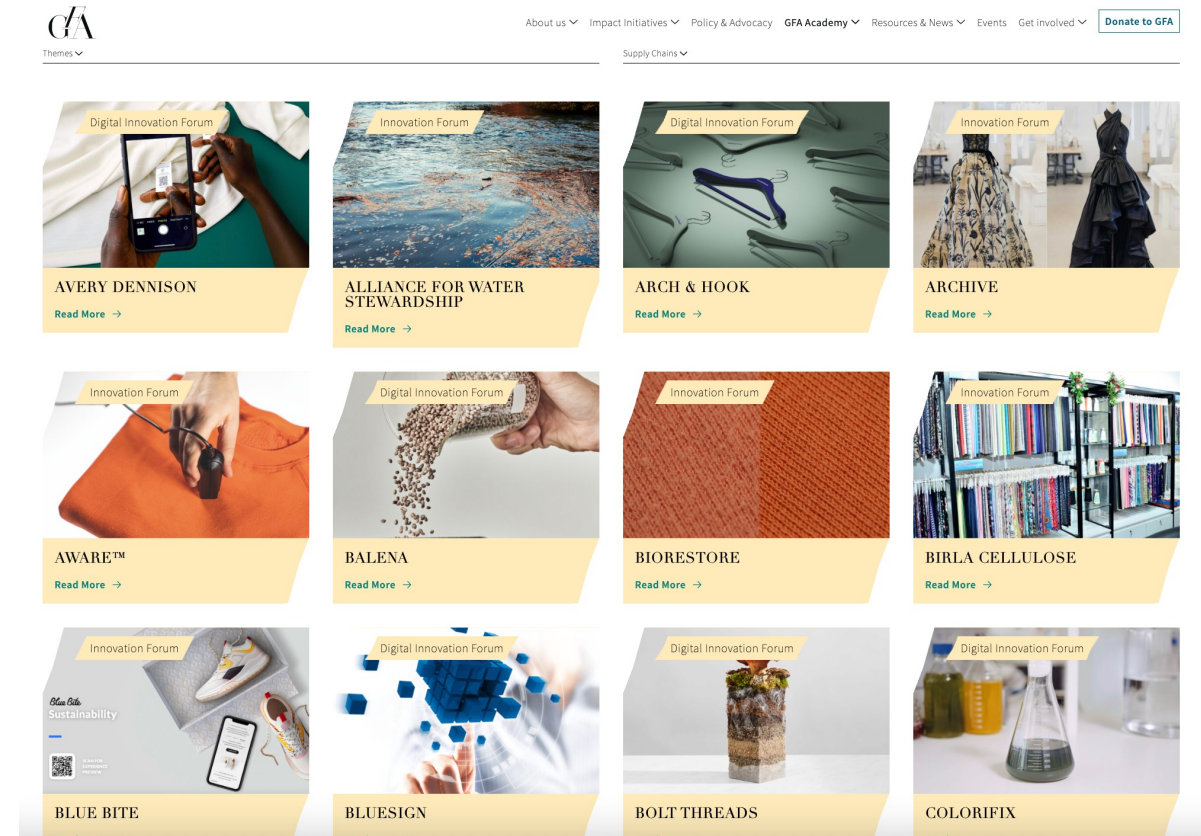 GFA
About us
Impact Initiatives
Policy & Advocacy
GFA Academy
Resources & News
Events
Get involved
Donate to GFA
Themes
Supply Chains
Digital Innovation Forum
Innovation Forum
Digital Innovation Forum
Innovation Forum
AVERY DENNISON
Read More →
ALLIANCE FOR WATER
STEWARDSHIP
Read More →
ARCH & HOOK
Read More →
ARCHIVE
Read More →
Innovation Forum
Digital Innovation Forum
Innovation Forum
Innovation Forum
AWARE™
Read More →
BALENA
Read More →
BIORESTORE
Read More →
BIRLA CELLULOSE
Read More →
Innovation Forum
Digital Innovation Forum
Digital Innovation Forum
Digital Innovation Forum
Blue Bite
Sustainability
SCAN FOR
EXPERIENCE
PREVIEW
BLUE BITE
BLUESIGN
BOLT THREADS
COLORIFIX